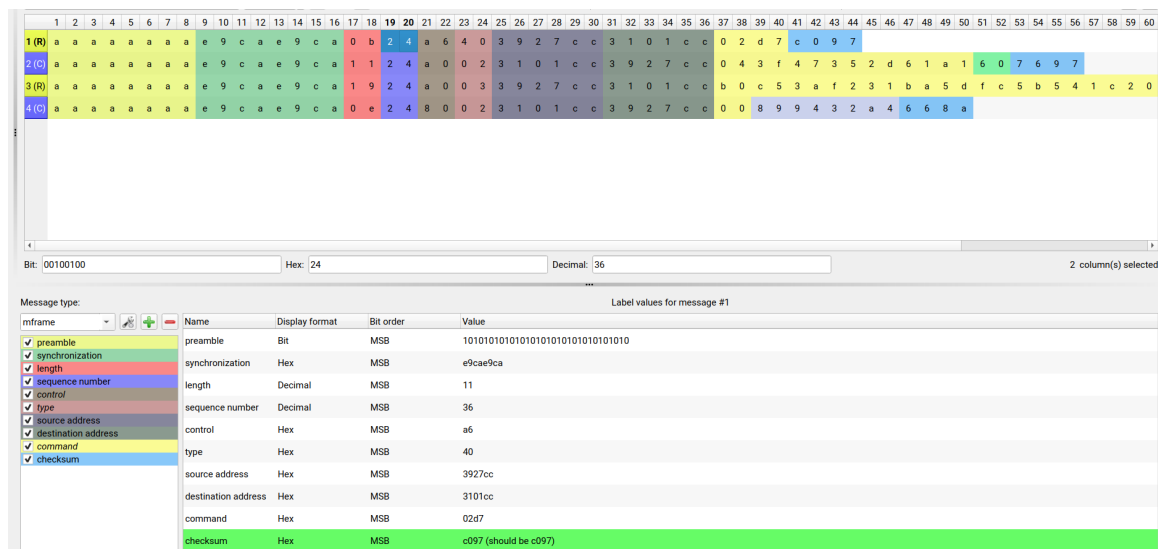 1 2 3 4 5 6 7 8 9 10 11 12 13 14 15 16 17 18 19 20 21 22 23 24 25 26 27 28 29 30 31 32 33 34 35 36 37 38 39 40 41 42 43 44 45 46 47 48 49 50 51 52 53 54 55 56 57 58 59 60
1 (R) a a a a a a a a e 9 c a e 9 c a 0 b 2 4 a 6 4 0 3 9 2 7 c c 3 1 0 1 c c 0 2 d 7 c 0 9 7
2 (C) a a a a a a a a e 9 c a e 9 c a 1 1 2 4 a 0 0 2 3 1 0 1 c c 3 9 2 7 c c 0 4 3 f 4 7 3 5 2 d 6 1 a 1 6 0 7 6 9 7
3 (R) a a a a a a a a e 9 c a e 9 c a 1 9 2 4 a 0 0 3 3 9 2 7 c c 3 1 0 1 c c b 0 c 5 3 a f 2 3 1 b a 5 d f c 5 b 5 4 1 c 2 0
4 (C) a a a a a a a a e 9 c a e 9 c a 0 e 2 4 8 0 0 2 3 1 0 1 c c 3 9 2 7 c c 0 0 8 9 9 4 3 2 a 4 6 6 8 a
Bit: 00100100 Hex: 24 Decimal: 36 2 column(s) selected
Message type: Label values for message #1
mframe Name Display format Bit order Value
preamble
synchronization
length
sequence number
control
type
source address
destination address
command
checksum
preamble Bit MSB 10101010101010101010101010101010
synchronization Hex MSB e9cae9ca
length Decimal MSB 11
sequence number Decimal MSB 36
control Hex MSB a6
type Hex MSB 40
source address Hex MSB 3927cc
destination address Hex MSB 3101cc
command Hex MSB 02d7
checksum Hex MSB c097 (should be c097)